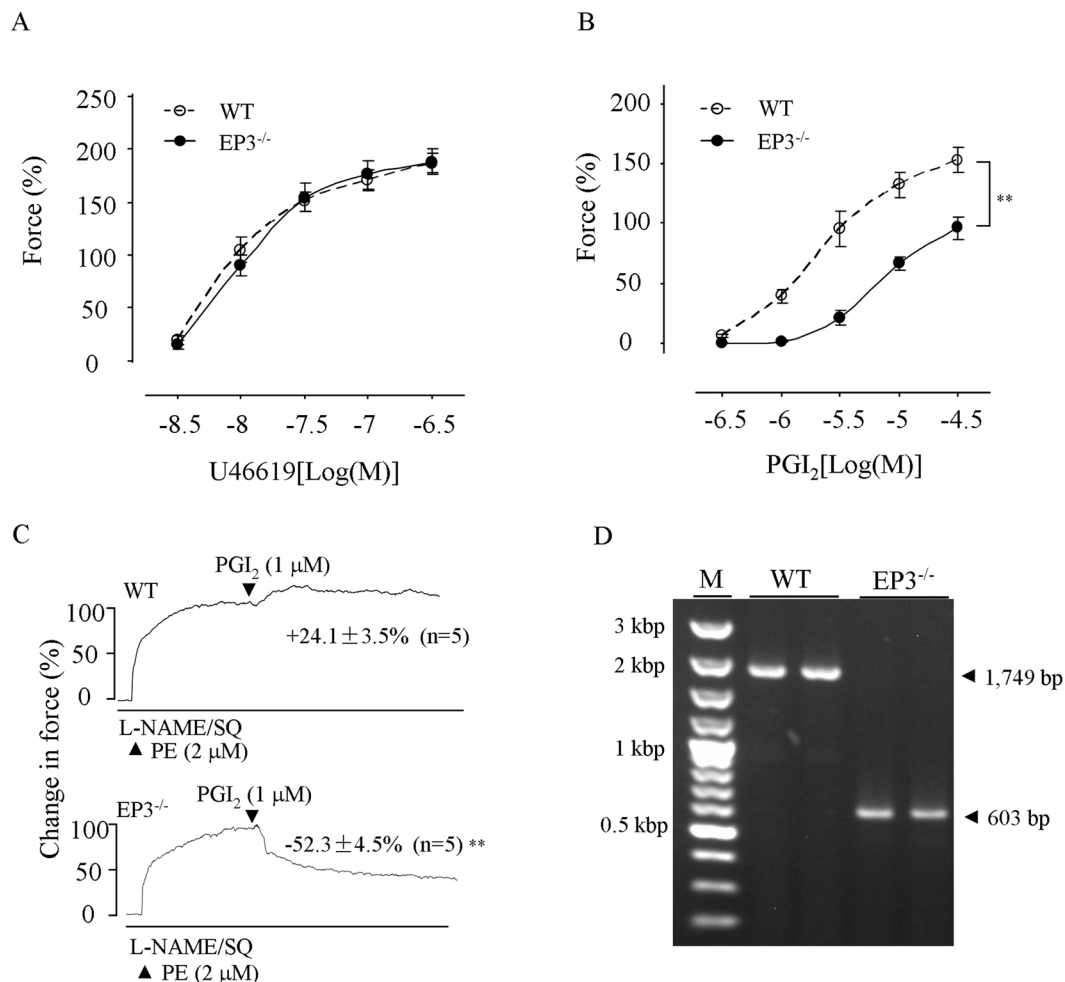 A
250
200
150
100
50
0
Force (%)
WT
EP3-/-
-8.5 -8 -7.5 -7 -6.5
U46619[Log(M)]
B
200
150
100
50
0
Force (%)
WT
EP3-/-
**
-6.5 -6 -5.5 -5 -4.5
PGI2[Log(M)]
C
Change in force (%)
WT
PGI2 (1 μM)
100
50
0
+24.1±3.5% (n=5)
L-NAME/SQ
▲ PE (2 μM)
EP3-/-
PGI2 (1 μM)
100
50
0
-52.3±4.5% (n=5) **
L-NAME/SQ
▲ PE (2 μM)
D
M WT EP3-/-
3 kbp
2 kbp
1 kbp
0.5 kbp
◄ 1,749 bp
◄ 603 bp